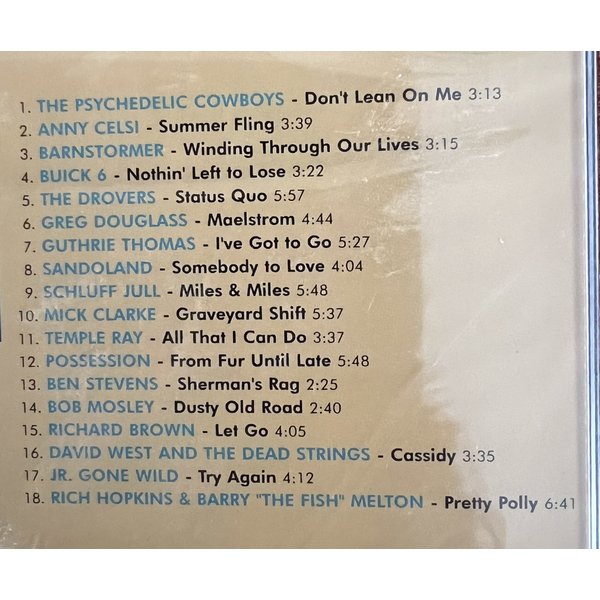 1. THE PSYCHEDELIC COWBOYS - Don't Lean On Me 3:13
2. ANNY CELSI - Summer Fling 3:39
3. BARNSTORMER - Winding Through Our Lives 3:15
4. BUICK 6 - Nothin' Left to Lose 3:22
5. THE DROVERS - Status Quo 5:57
6. GREG DOUGLASS - Maelstrom 4:44
7. GUTHRIE THOMAS - I've Got to Go 5:27
8. SANDOLAND - Somebody to Love 4:04
9. SCHLUFF JULL - Miles & Miles 5:48
10. MICK CLARKE - Graveyard Shift 5:37
11. TEMPLE RAY - All That I Can Do 3:37
12. POSSESSION - From Fur Until Late 5:48
13. BEN STEVENS - Sherman's Rag 2:25
14. BOB MOSLEY - Dusty Old Road 2:40
15. RICHARD BROWN - Let Go 4:05
16. DAVID WEST AND THE DEAD STRINGS - Cassidy 3:35
17. JR. GONE WILD - Try Again 4:12
18. RICH HOPKINS & BARRY "THE FISH" MELTON - Pretty Polly 6:41